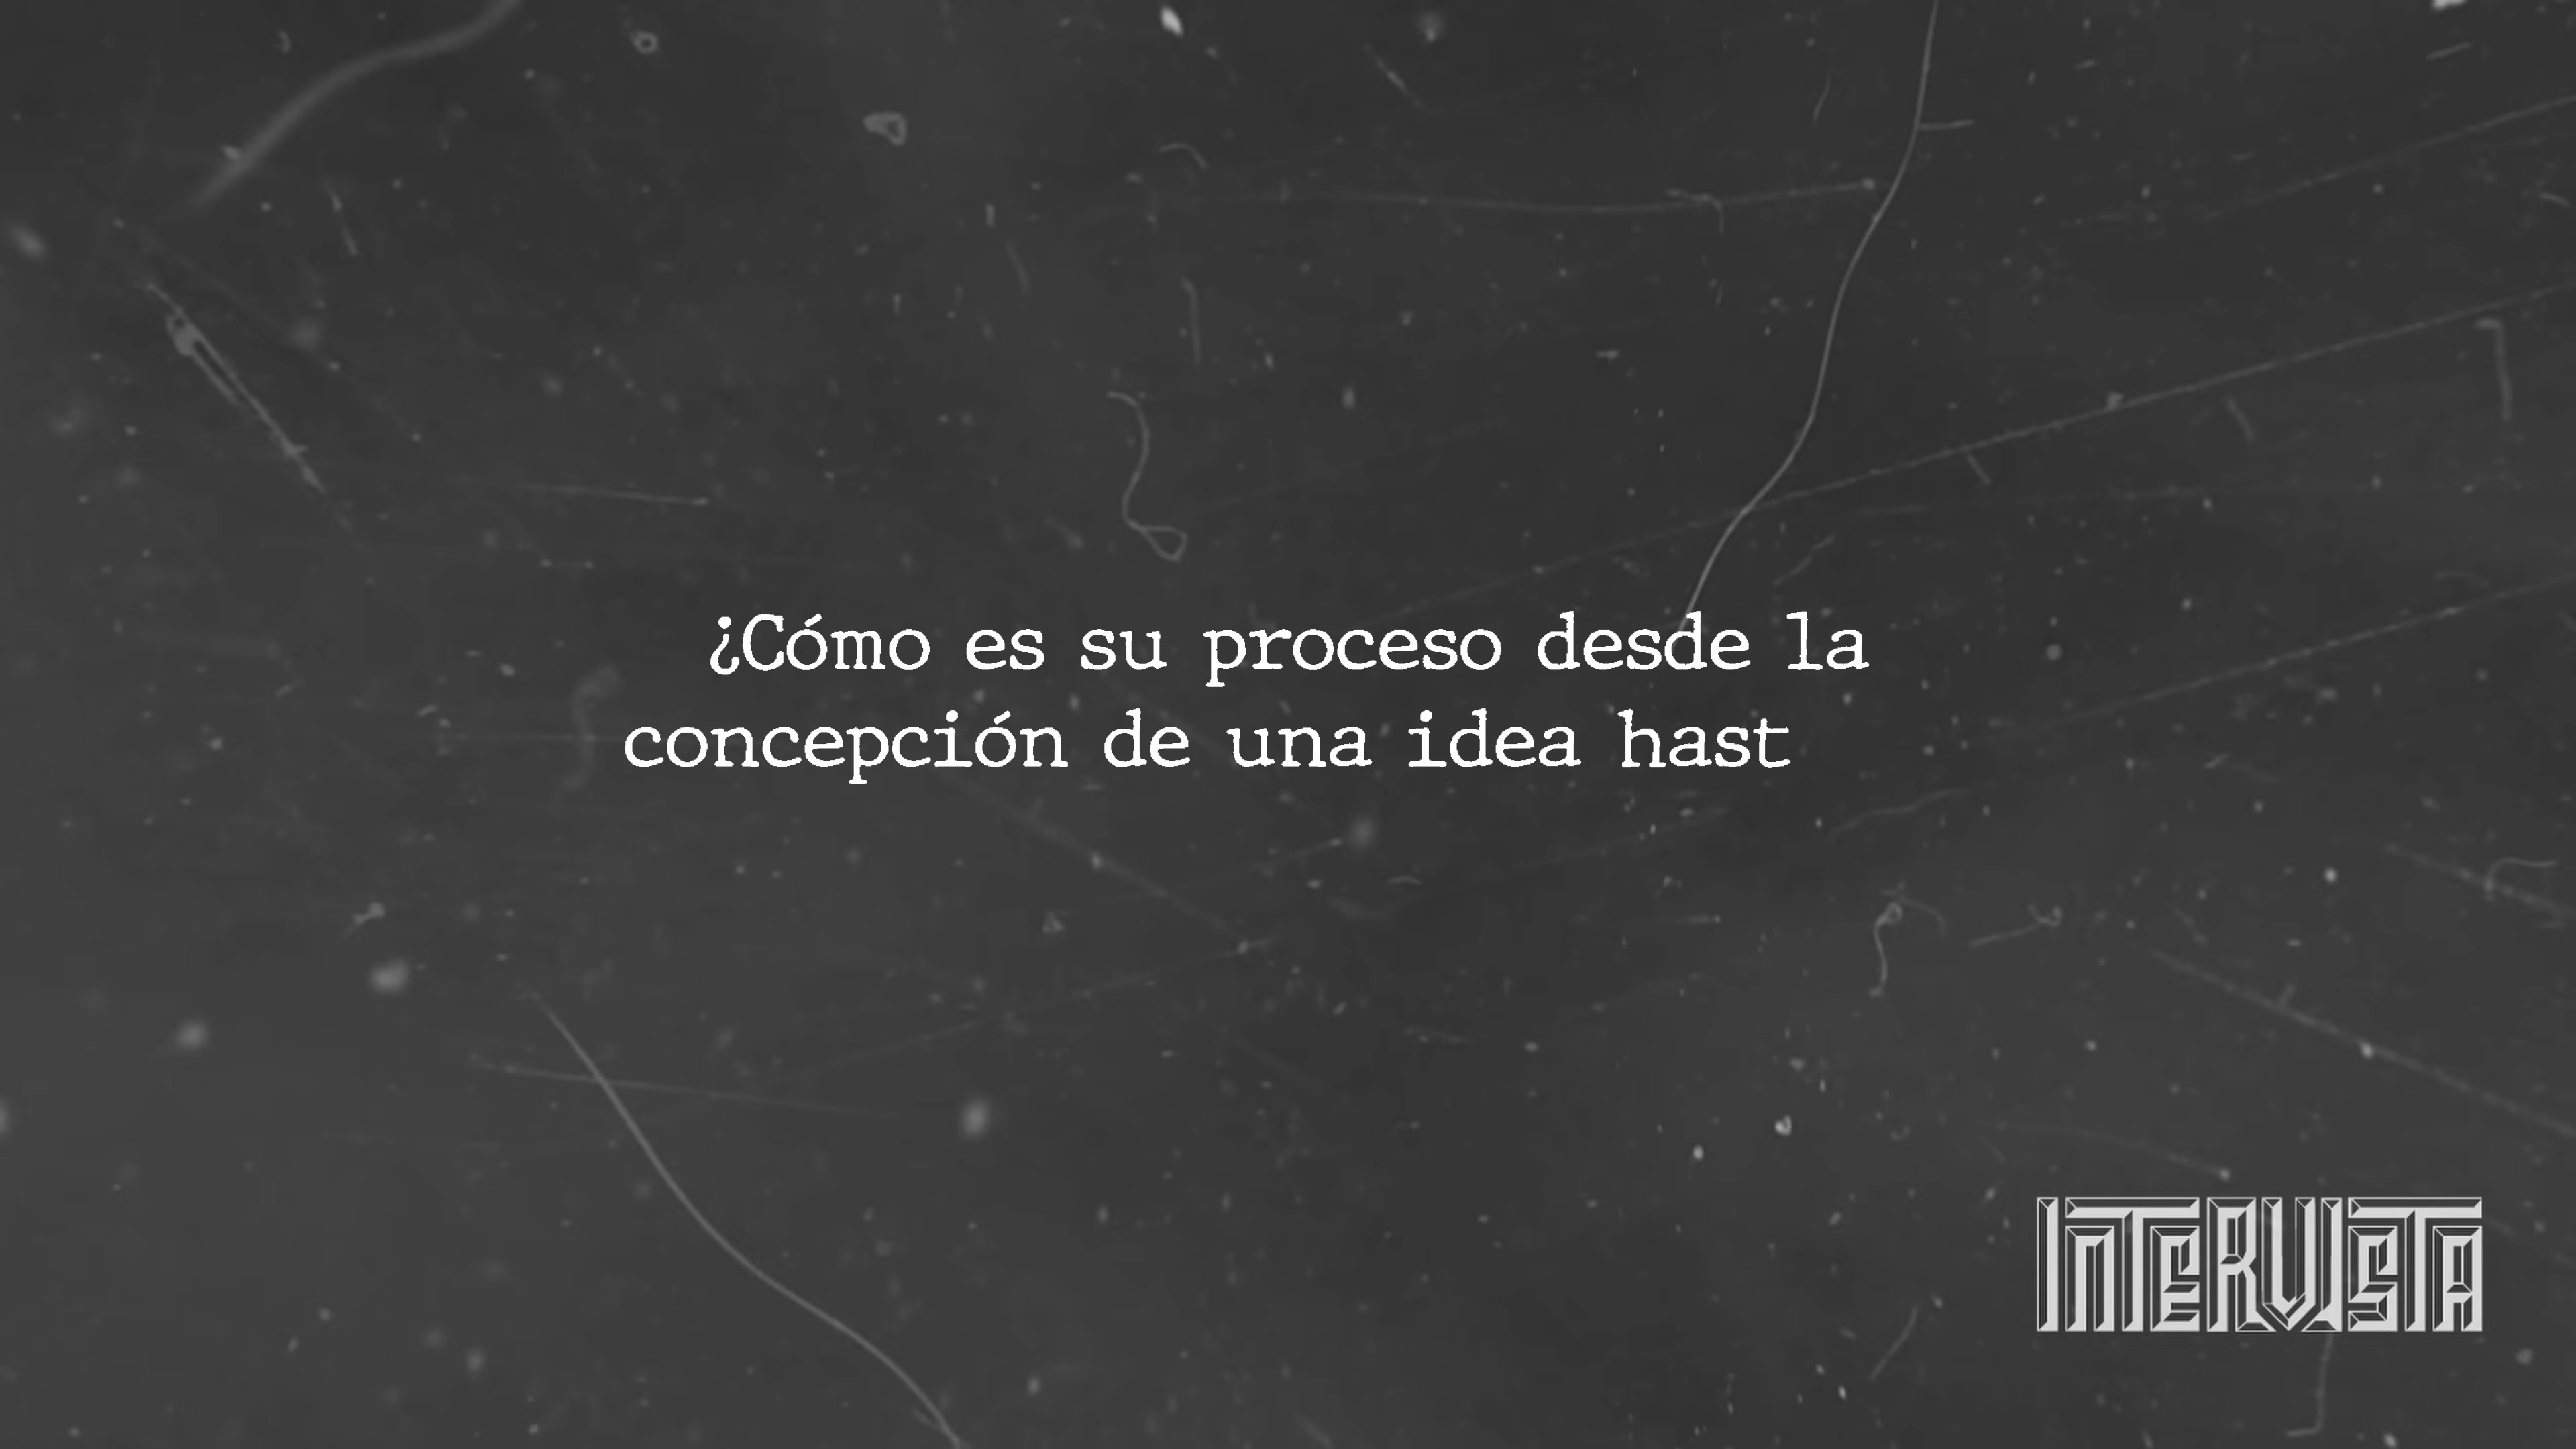 ¿Cómo es su proceso desde la
concepción de una idea hast
INTERVISTA